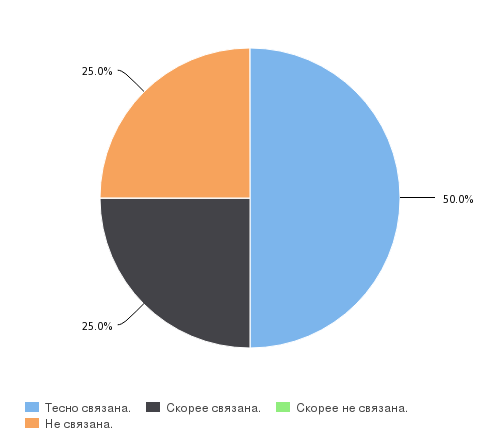 25.0%
50.0%
25.0%
Тесно связана.
Скорее связана.
Скорее не связана.
Не связана.